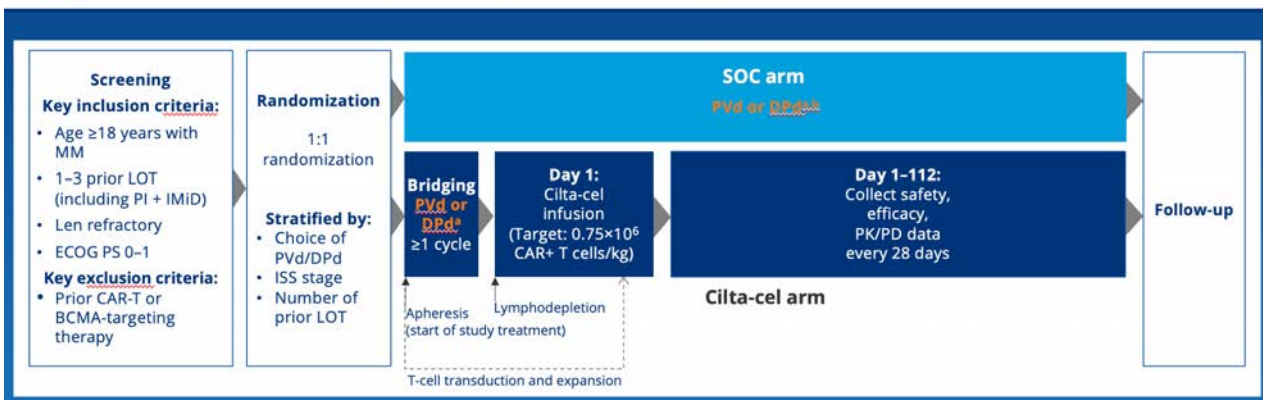 Screening
Key inclusion criteria:
• Age ≥18 years with
MM
• 1–3 prior LOT
(including PI + IMiD)
• Len refractory
• ECOG PS 0–1
Key exclusion criteria:
• Prior CAR-T or
BCMA-targeting
therapy
Randomization
1:1
randomization
Stratified by:
• Choice of
PVd/DPd
• ISS stage
• Number of
prior LOT
SOC arm
PVd or DPd
Bridging
PVd or
DPdᵃ
≥1 cycle
Day 1:
Cilta-cel
infusion
(Target: 0.75×10⁶
CAR+ T cells/kg)
Day 1–112:
Collect safety,
efficacy,
PK/PD data
every 28 days
Cilta-cel arm
Apheresis
(start of study treatment)
Lymphodepletion
T-cell transduction and expansion
Follow-up